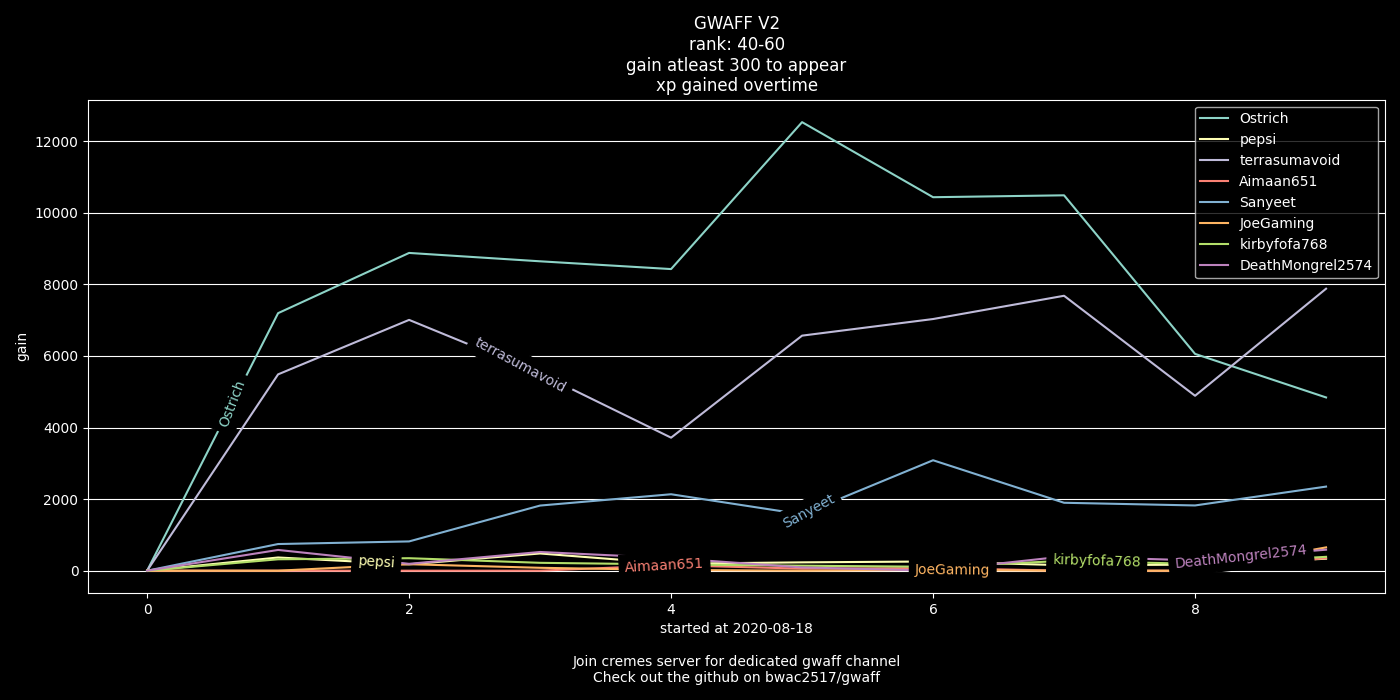 GWAFF V2
rank: 40-60
gain atleast 300 to appear
xp gained overtime
Ostrich
pepsi
terrasumavoid
Aimaan651
Sanyeet
JoeGaming
kirbyfofa768
DeathMongrel2574
12000
10000
8000
6000
4000
2000
0
gain
Ostrich
terrasumavoid
Sanyeet
pepsi
Aimaan651
JoeGaming
kirbyfofa768
DeathMongrel2574
0 2 4 6 8
started at 2020-08-18
Join cremes server for dedicated gwaff channel
Check out the github on bwac2517/gwaff